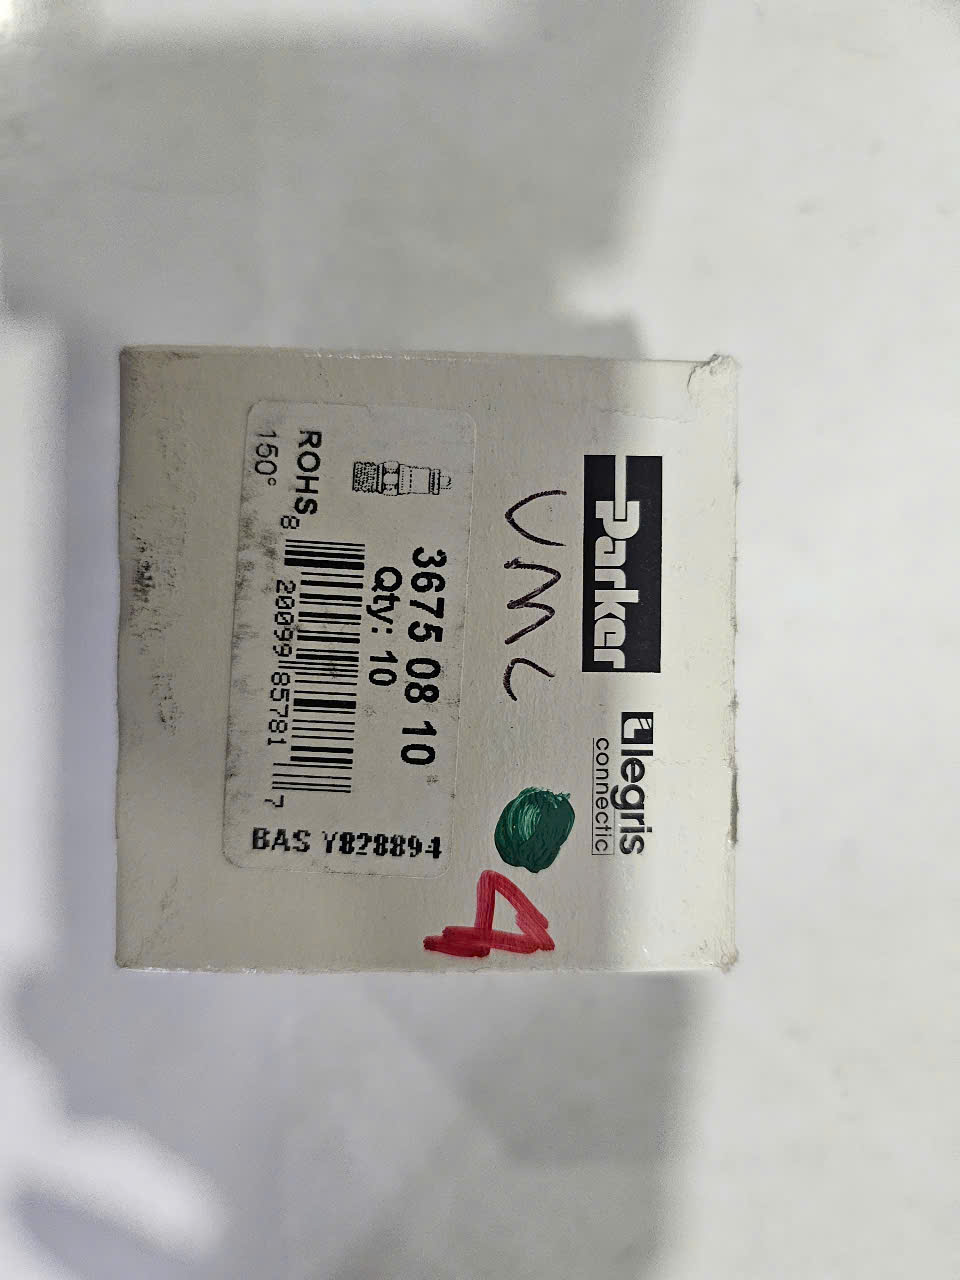 Parker
legris
connectic
UMC
4
3675 08 10
Qty: 10
ROHS
150°
8 20099 85781 7
BAS Y828894